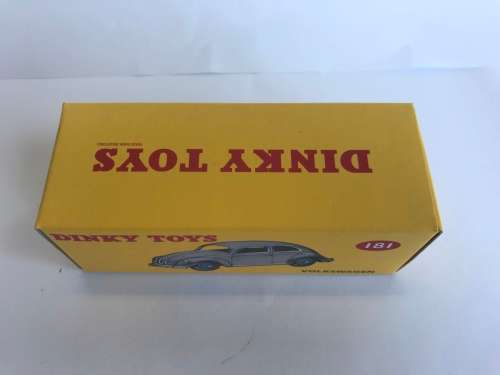 DINKY TOYS
DINKY TOYS
181
VOLKSWAGEN